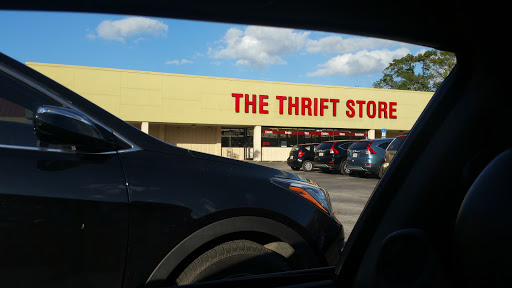 THE THRIFT STORE